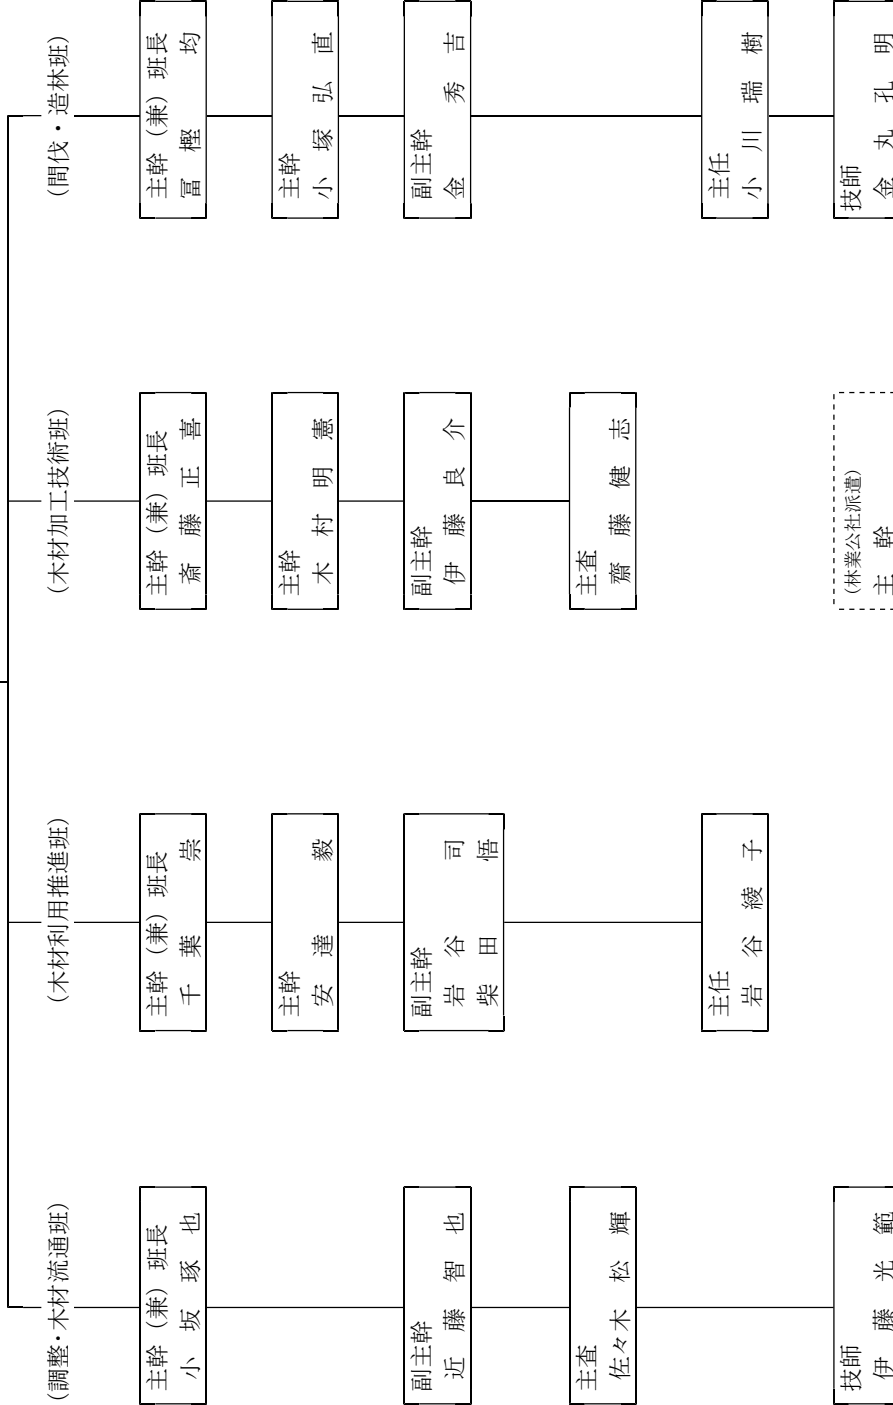 (調整・木材流通班)
主幹（兼）班長
小坂琢也
副主幹
近藤智也
主査
佐々木松輝
技師
伊藤光範
(木材利用推進班)
主幹（兼）班長
千葉崇
主幹
安達毅
副主幹
岩谷司
柴田悟
主任
岩谷綾子
(木材加工技術班)
主幹（兼）班長
斎藤正喜
主幹
木村明憲
副主幹
伊藤良介
主査
齋藤健志
(林業公社派遣)
主幹
(間伐・造林班)
主幹（兼）班長
冨樫均
主幹
小塚弘直
副主幹
金秀吉
主任
小川瑞樹
技師
金丸孔明